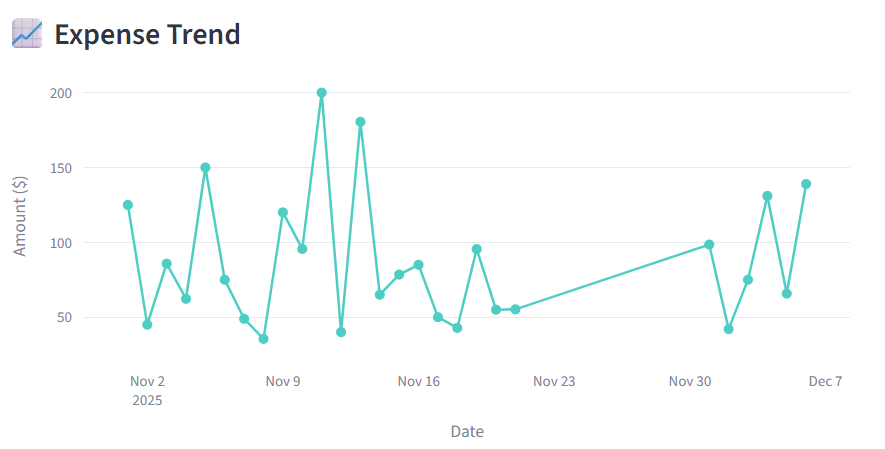 Expense Trend
200
150
100
50
Amount ($)
Nov 2
2025
Nov 9
Nov 16
Nov 23
Nov 30
Dec 7
Date